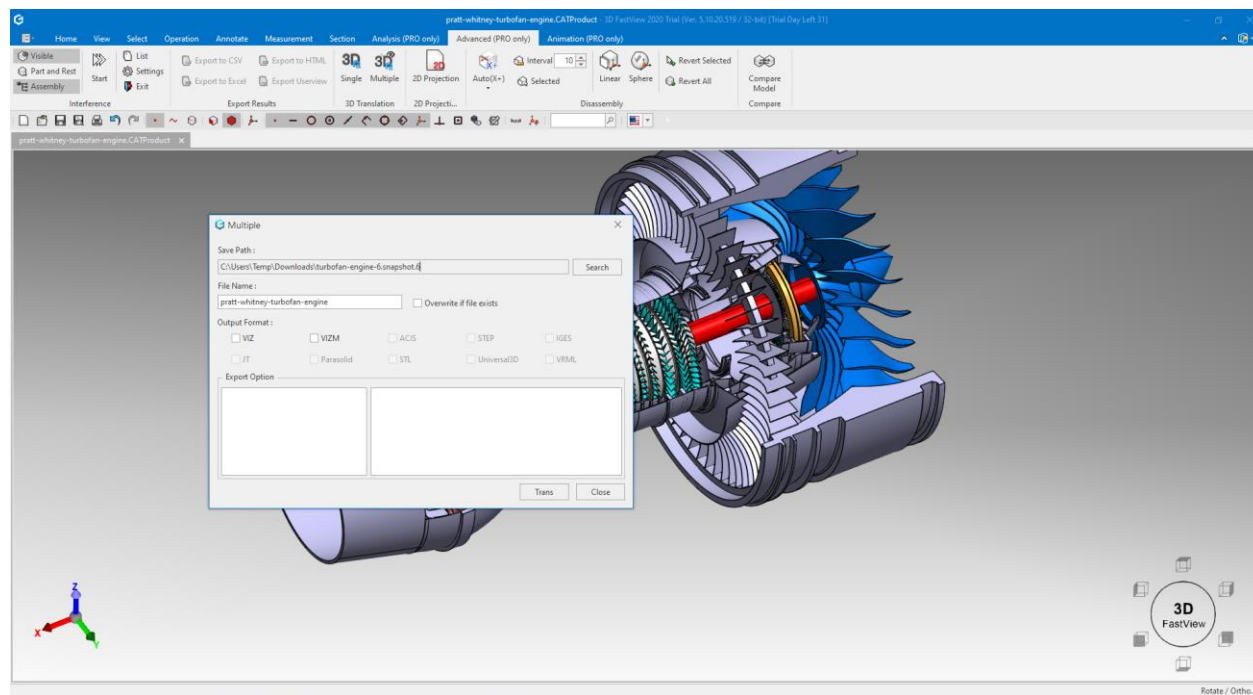 pratt-whitney-turbofan-engine.CATProduct - 3D FastView 2020 Trial (Ver. 5.10.20.519 / 32-bit) [Trial Day Left 31]
Home View Select Operation Annotate Measurement Section Analysis (PRO only) Advanced (PRO only) Animation (PRO only)
Visible
Part and Rest
Assembly
Start
List
Settings
Exit
Interference
Export to CSV
Export to HTML
Export to Excel
Export Userview
Export Results
3D
Single
3D
Multiple
3D Translation
2D
2D Projection
2D Projecti...
Auto(X+)
Interval 10
Selected
Linear
Sphere
Revert Selected
Revert All
Disassembly
Compare
Model
Compare
pratt-whitney-turbofan-engine.CATProduct
Multiple
Save Path :
C:\Users\Temp\Downloads\turbofan-engine-6.snapshot.6
Search
File Name :
pratt-whitney-turbofan-engine
Overwrite if file exists
Output Format :
VIZ VIZM ACIS STEP IGES
JT Parasolid STL Universal3D VRML
Export Option
Trans Close
Z
X
Y
3D
FastView
Rotate / Ortho.